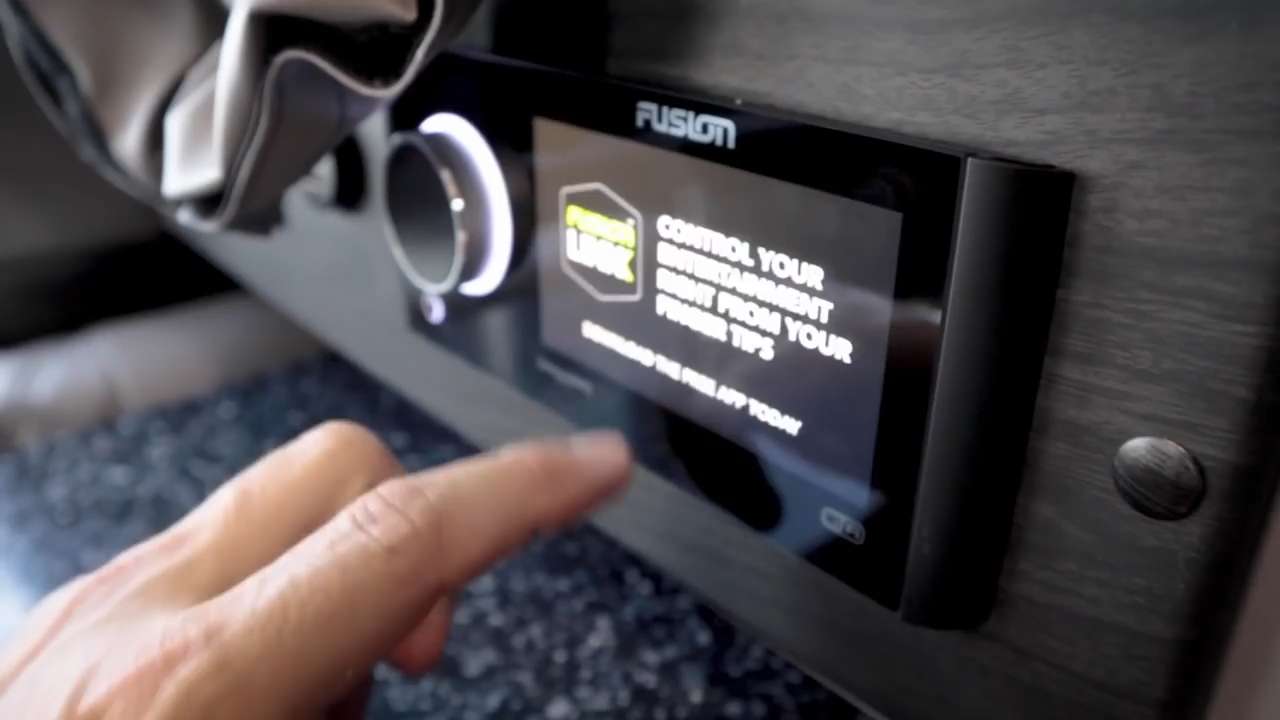 FUSION
FUSION
LINK
CONTROL YOUR
ENTERTAINMENT
RIGHT FROM YOUR
FINGER TIPS
DOWNLOAD THE FREE APP TODAY